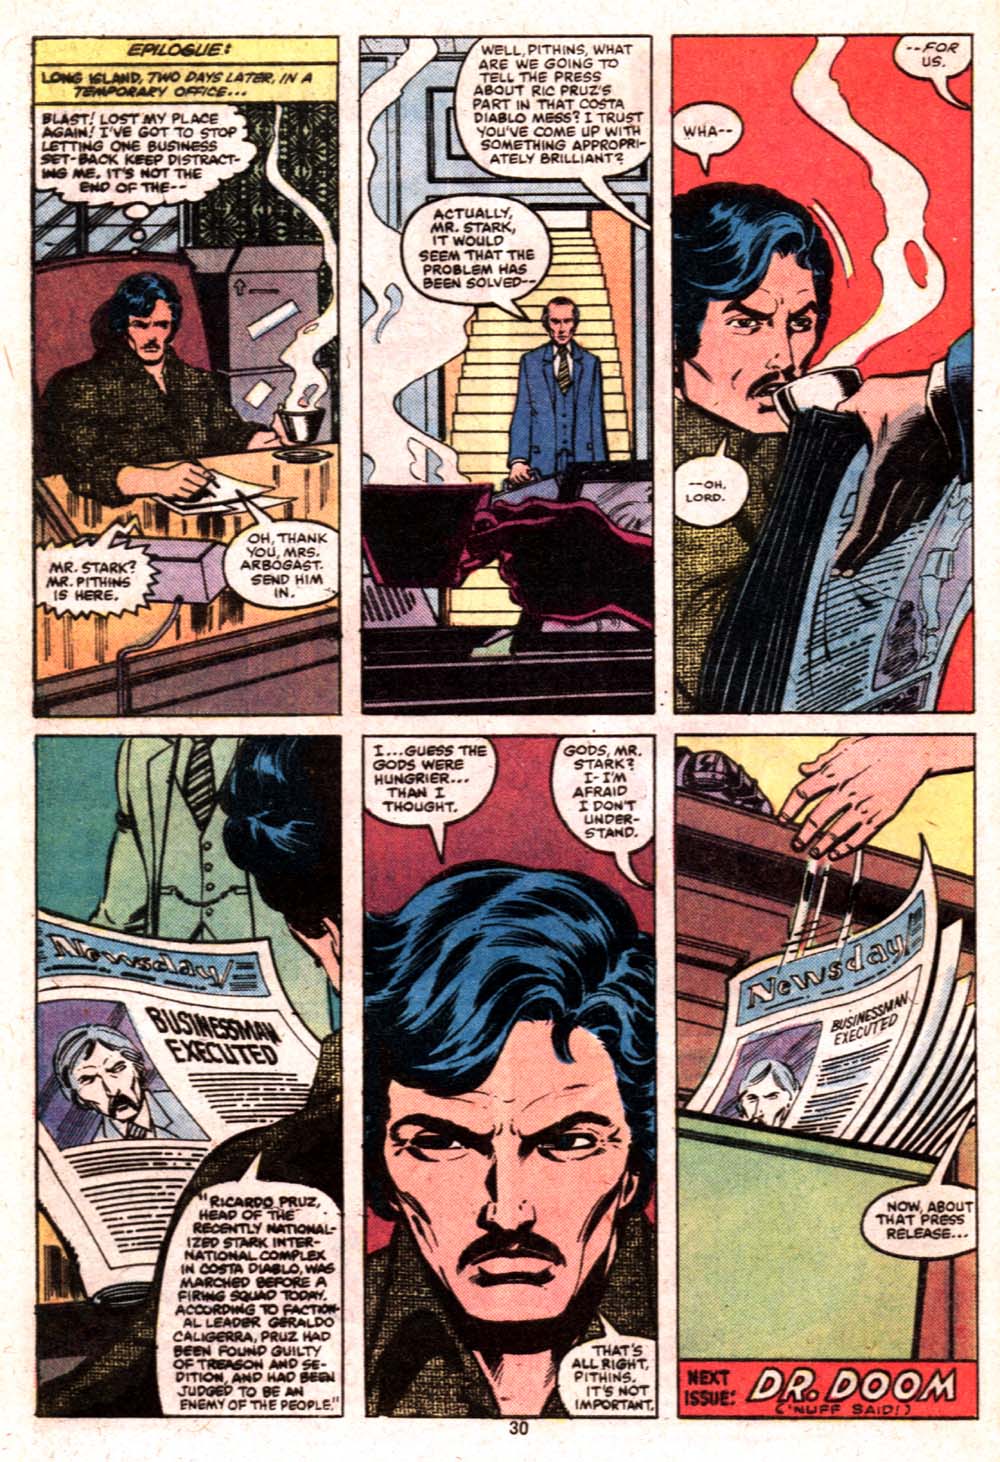 EPILOGUE:
LONG ISLAND, TWO DAYS LATER, IN A
TEMPORARY OFFICE...
BLAST! LOST MY PLACE
AGAIN! I'VE GOT TO STOP
LETTING ONE BUSINESS
SET-BACK KEEP DISTRACT-
ING ME. IT'S NOT THE
END OF THE--
MR. STARK?
MR. PITHINS
IS HERE.
OH, THANK
YOU, MRS.
ARBOGAST.
SEND HIM
IN.
WELL, PITHINS, WHAT
ARE WE GOING TO
TELL THE PRESS
ABOUT RIC PRUZ'S
PART IN THAT COSTA
DIABLO MESS? I TRUST
YOU'VE COME UP WITH
SOMETHING APPROPRI-
ATELY BRILLIANT?
ACTUALLY,
MR. STARK,
IT WOULD
SEEM THAT THE
PROBLEM HAS
BEEN SOLVED--
--FOR
US.
WHA--
--OH,
LORD.
Newsday
BUSINESSMAN
EXECUTED
"RICARDO PRUZ,
HEAD OF THE
RECENTLY NATIONAL-
IZED STARK INTER-
NATIONAL COMPLEX
IN COSTA DIABLO, WAS
MARCHED BEFORE A
FIRING SQUAD TODAY.
ACCORDING TO FACTION-
AL LEADER GERALDO
CALIGERRA, PRUZ HAD
BEEN FOUND GUILTY
OF TREASON AND SE-
DITION, AND HAD BEEN
JUDGED TO BE AN
ENEMY OF THE PEOPLE."
I...GUESS THE
GODS WERE
HUNGRIER...
THAN I
THOUGHT.
GODS, MR.
STARK?
I-I'M
AFRAID
I DON'T
UNDER-
STAND.
THAT'S
ALL RIGHT,
PITHINS.
IT'S NOT
IMPORTANT.
Newsday
BUSINESSMAN
EXECUTED
NOW, ABOUT
THAT PRESS
RELEASE...
NEXT
ISSUE: DR. DOOM
('NUFF SAID!)
30